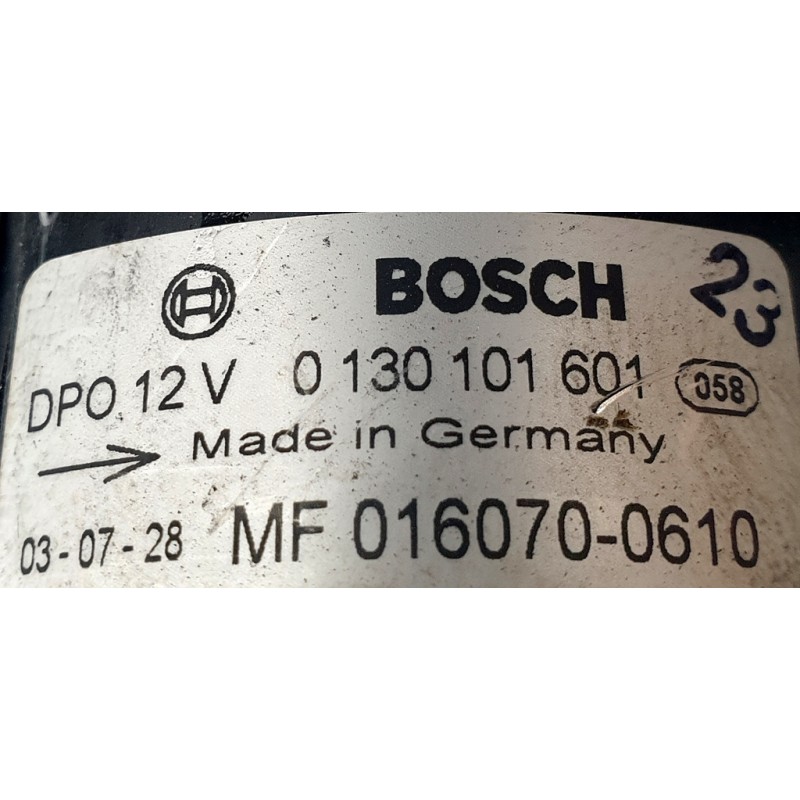 BOSCH 23
DPO 12 V 0 130 101 601 058
Made in Germany
03-07-28 MF 016070-0610